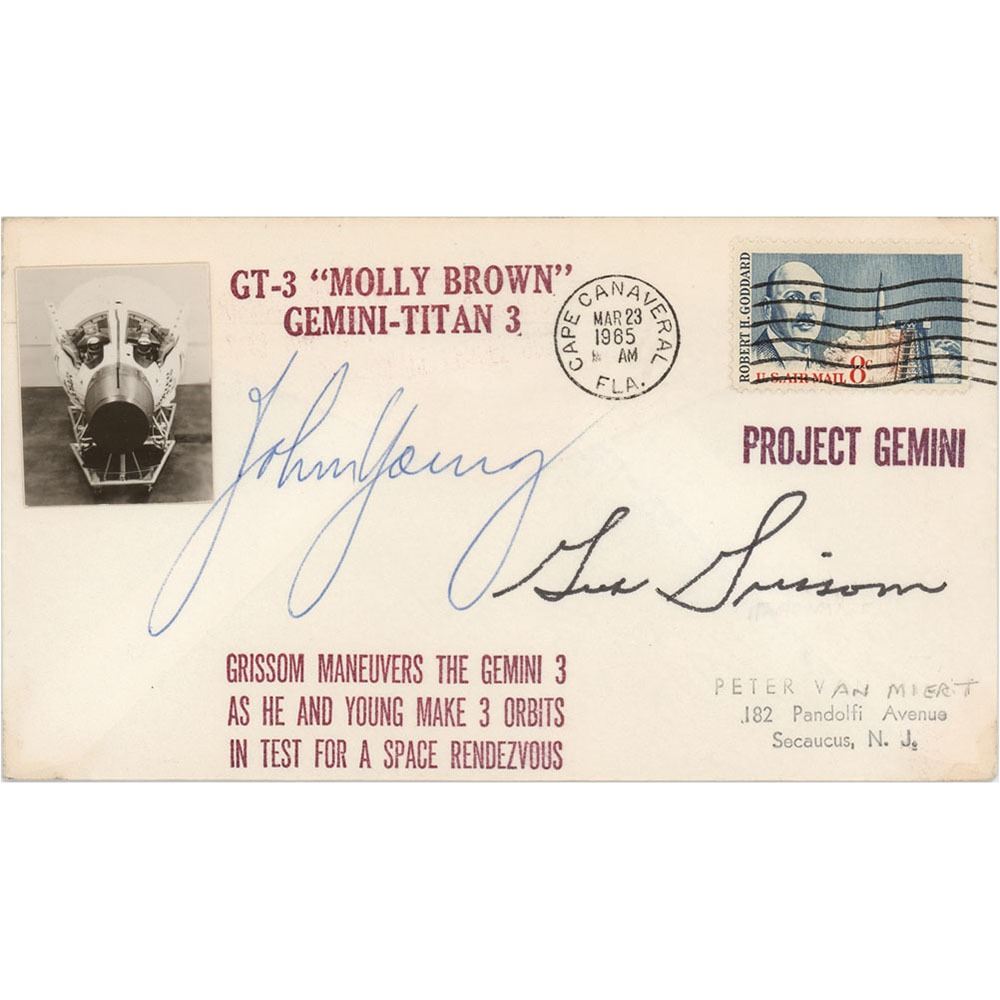 GT-3 “MOLLY BROWN”
GEMINI-TITAN 3
CAPE CANAVERAL
MAR 23
1965
AM
FLA.
ROBERT H. GODDARD
U.S. AIR MAIL 8c
PROJECT GEMINI
John Young
Gus Grissom
GRISSOM MANEUVERS THE GEMINI 3
AS HE AND YOUNG MAKE 3 ORBITS
IN TEST FOR A SPACE RENDEZVOUS
PETER VAN MIERT
182 Pandolfi Avenue
Secaucus, N. J.